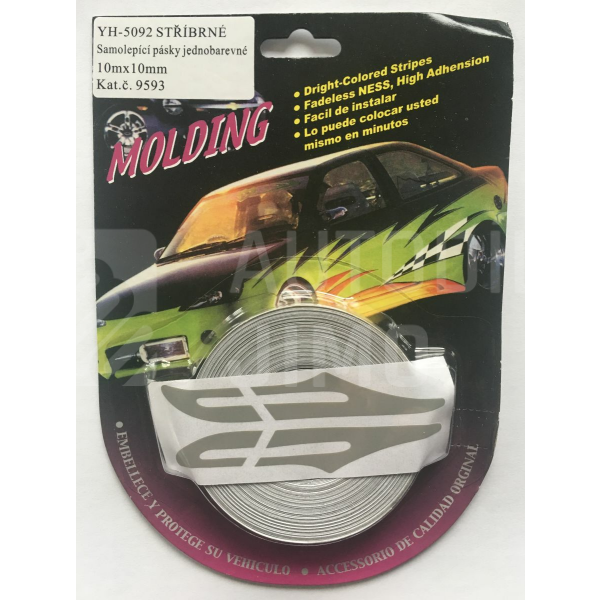 YH-5092 STŘÍBRNÉ
Samolepící pásky jednobarevné
10mx10mm
Kat.č. 9593
MOLDING
• Dright-Colored Stripes
• Fadeless NESS, High Adhension
• Facil de instalar
• Lo puede colocar usted
mismo en minutos
• EMBELLECE Y PROTEGE SU VEHICULO • ACCESSORIO DE CALIDAD ORGINAL